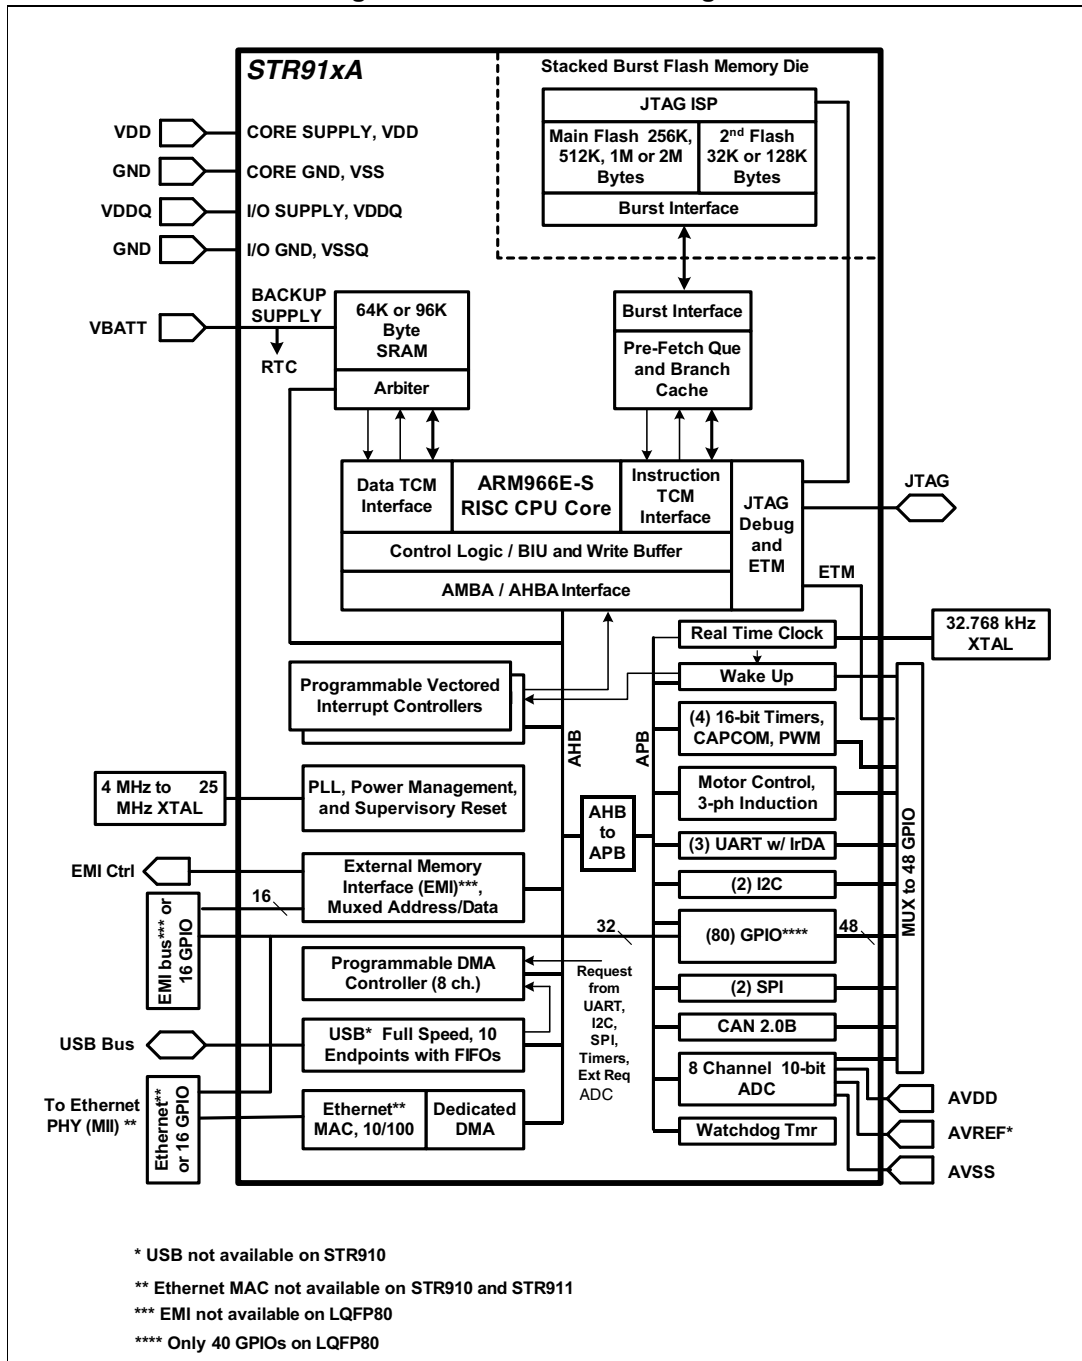 STR91xA
Stacked Burst Flash Memory Die
JTAG ISP
Main Flash 256K,
512K, 1M or 2M
Bytes
2nd Flash
32K or 128K
Bytes
Burst Interface
VDD
CORE SUPPLY, VDD
GND
CORE GND, VSS
VDDQ
I/O SUPPLY, VDDQ
GND
I/O GND, VSSQ
VBATT
BACKUP
SUPPLY
RTC
64K or 96K
Byte
SRAM
Arbiter
Burst Interface
Pre-Fetch Que
and Branch
Cache
Data TCM
Interface
ARM966E-S
RISC CPU Core
Instruction
TCM
Interface
JTAG
Debug
and
ETM
JTAG
Control Logic / BIU and Write Buffer
AMBA / AHBA Interface
ETM
Real Time Clock
32.768 kHz
XTAL
Wake Up
Programmable Vectored
Interrupt Controllers
AHB
APB
(4) 16-bit Timers,
CAPCOM, PWM
4 MHz to 25
MHz XTAL
PLL, Power Management,
and Supervisory Reset
Motor Control,
3-ph Induction
AHB
to
APB
(3) UART w/ IrDA
MUX to 48 GPIO
EMI Ctrl
External Memory
Interface (EMI)***,
Muxed Address/Data
(2) I2C
16
EMI bus*** or
16 GPIO
32
(80) GPIO****
48
Programmable DMA
Controller (8 ch.)
Request
from
UART,
I2C,
SPI,
Timers,
Ext Req
ADC
(2) SPI
USB Bus
USB* Full Speed, 10
Endpoints with FIFOs
CAN 2.0B
8 Channel 10-bit
ADC
To Ethernet
PHY (MII) **
Ethernet**
or 16 GPIO
Ethernet**
MAC, 10/100
Dedicated
DMA
Watchdog Tmr
AVDD
AVREF*
AVSS
* USB not available on STR910
** Ethernet MAC not available on STR910 and STR911
*** EMI not available on LQFP80
**** Only 40 GPIOs on LQFP80